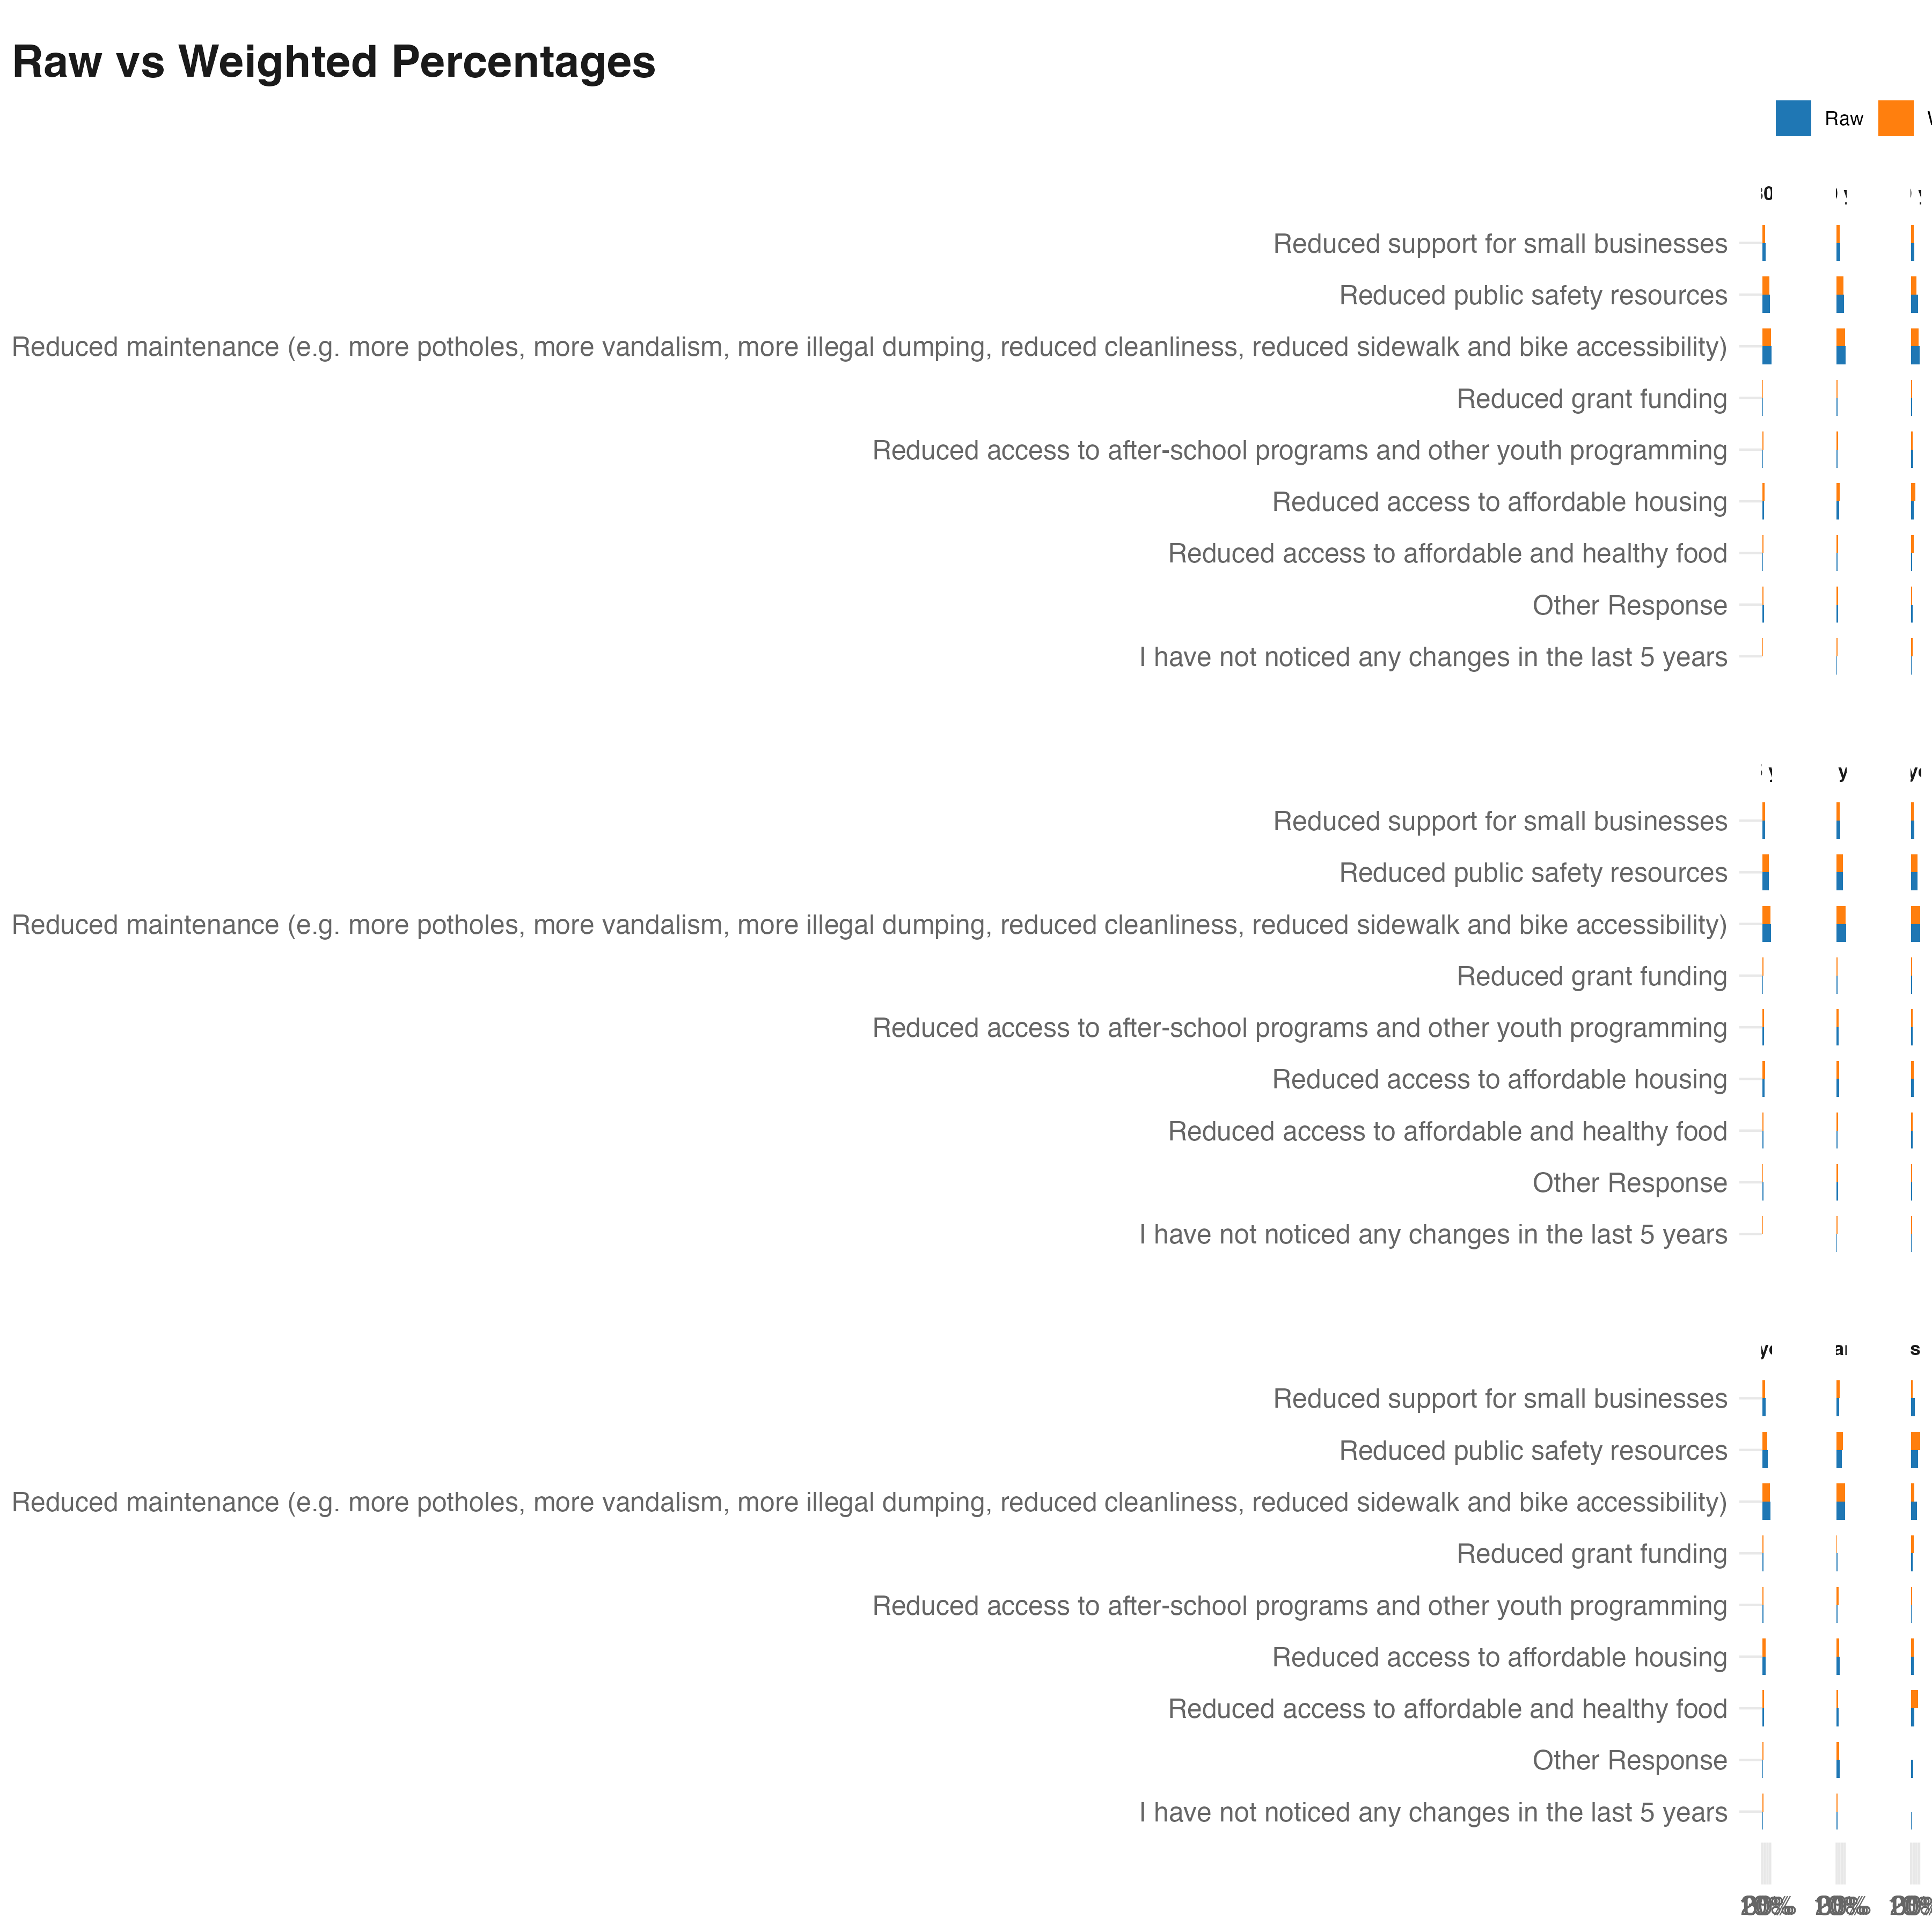 Raw vs Weighted Percentages
Raw
Reduced support for small businesses
Reduced public safety resources
Reduced maintenance (e.g. more potholes, more vandalism, more illegal dumping, reduced cleanliness, reduced sidewalk and bike accessibility)
Reduced grant funding
Reduced access to after-school programs and other youth programming
Reduced access to affordable housing
Reduced access to affordable and healthy food
Other Response
I have not noticed any changes in the last 5 years
Reduced support for small businesses
Reduced public safety resources
Reduced maintenance (e.g. more potholes, more vandalism, more illegal dumping, reduced cleanliness, reduced sidewalk and bike accessibility)
Reduced grant funding
Reduced access to after-school programs and other youth programming
Reduced access to affordable housing
Reduced access to affordable and healthy food
Other Response
I have not noticed any changes in the last 5 years
Reduced support for small businesses
Reduced public safety resources
Reduced maintenance (e.g. more potholes, more vandalism, more illegal dumping, reduced cleanliness, reduced sidewalk and bike accessibility)
Reduced grant funding
Reduced access to after-school programs and other youth programming
Reduced access to affordable housing
Reduced access to affordable and healthy food
Other Response
I have not noticed any changes in the last 5 years